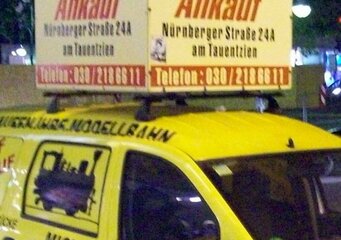 Ankauf
Nürnberger Straße 24A
am Tauentzien
Telefon: 030/2186611
Ankauf
Nürnberger Straße 24A
am Tauentzien
Telefon: 030/2186611
MODELLBAHN